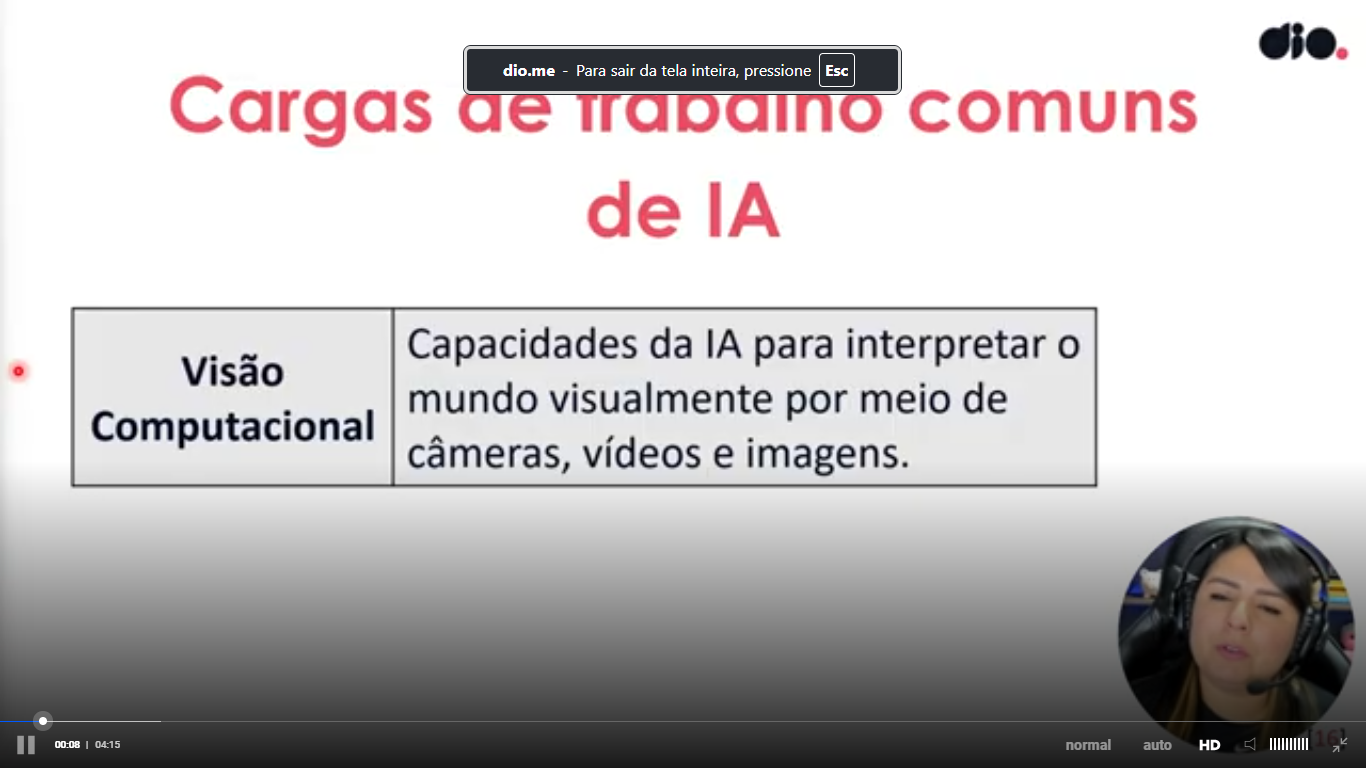 dio.
dio.me - Para sair da tela inteira, pressione Esc
Cargas de trabalho comuns
de IA
Visão
Computacional
Capacidades da IA para interpretar o
mundo visualmente por meio de
câmeras, vídeos e imagens.
00:08 | 04:15
normal auto HD
[16]